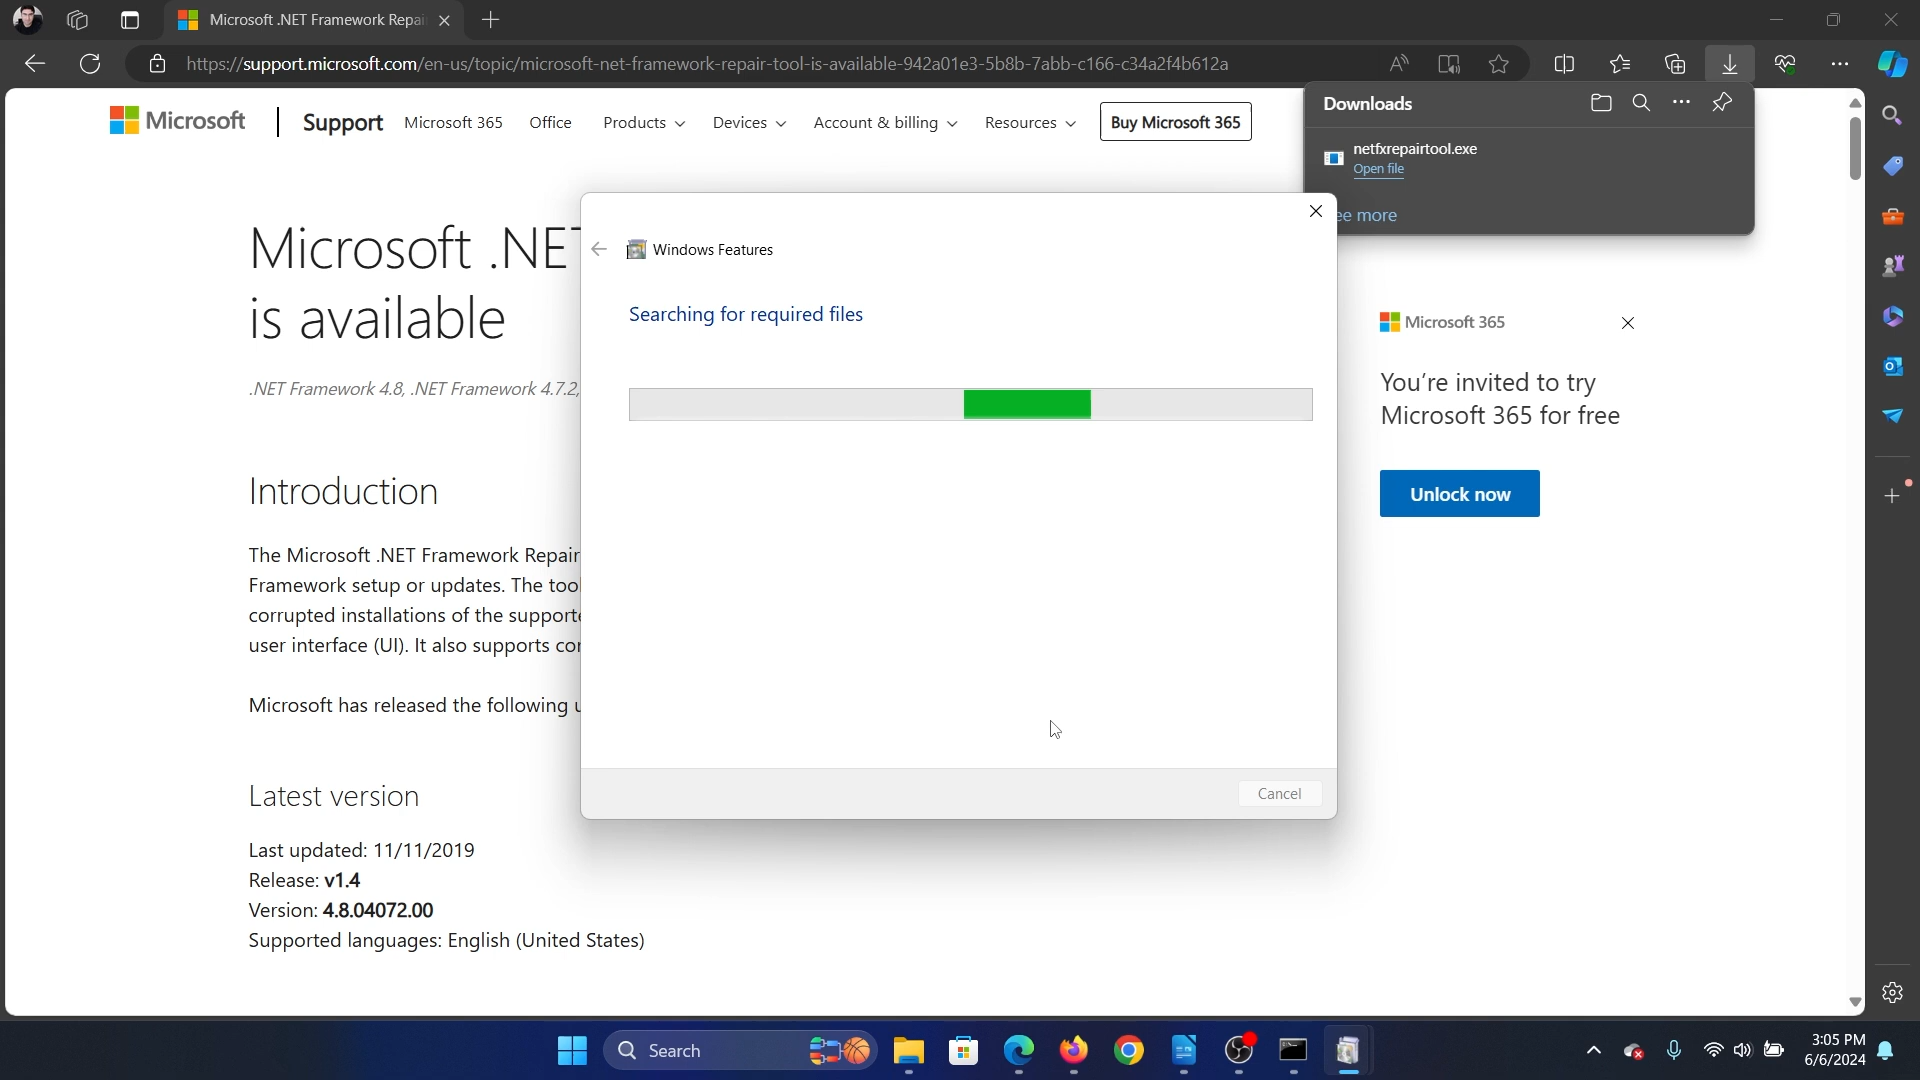 Microsoft .NET Framework Repai
https://support.microsoft.com/en-us/topic/microsoft-net-framework-repair-tool-is-available-942a01e3-5b8b-7abb-c166-c34a2f4b612a
Microsoft
Support
Microsoft 365
Office
Products
Devices
Account & billing
Resources
Buy Microsoft 365
Downloads
netfxrepairtool.exe
Open file
ee more
Microsoft .NET
is available
.NET Framework 4.8, .NET Framework 4.7.2,
Windows Features
Searching for required files
Cancel
Microsoft 365
You're invited to try
Microsoft 365 for free
Unlock now
Introduction
The Microsoft .NET Framework Repair
Framework setup or updates. The tool
corrupted installations of the supporte
user interface (UI). It also supports co
Microsoft has released the following u
Latest version
Last updated: 11/11/2019
Release: v1.4
Version: 4.8.04072.00
Supported languages: English (United States)
Search
3:05 PM
6/6/2024